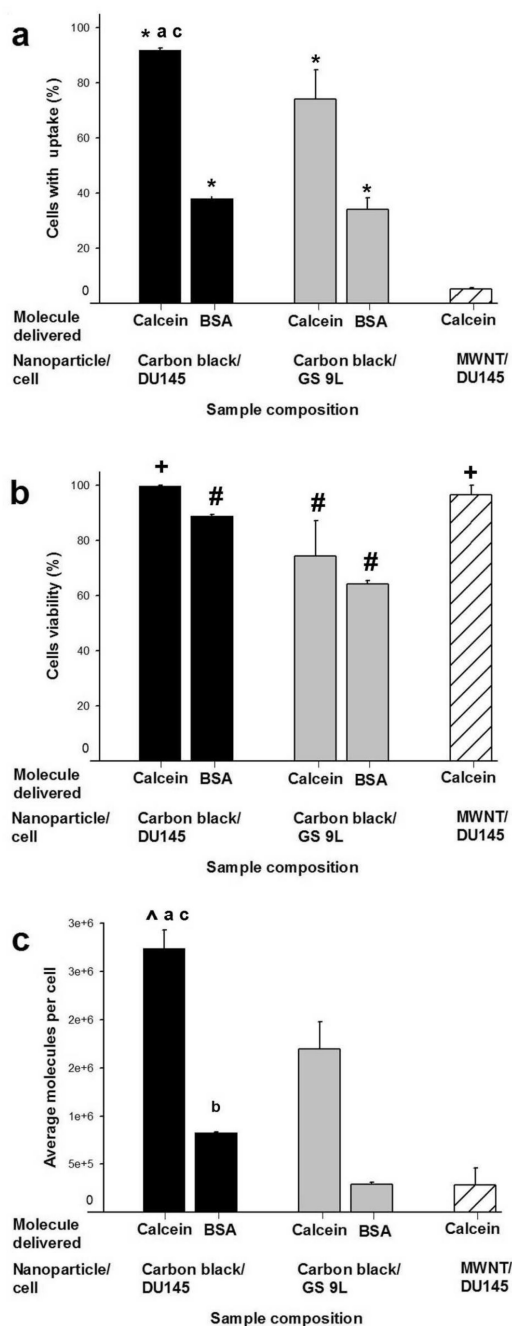 a
* a c
*
*
*
Cells with uptake (%)
100
80
60
40
20
0
Molecule delivered
Calcein BSA Calcein BSA Calcein
Nanoparticle/ cell
Carbon black/ DU145
Carbon black/ GS 9L
MWNT/ DU145
Sample composition
b
+
#
#
#
+
Cells viability (%)
100
80
60
40
20
0
Molecule delivered
Calcein BSA Calcein BSA Calcein
Nanoparticle/ cell
Carbon black/ DU145
Carbon black/ GS 9L
MWNT/ DU145
Sample composition
c
^ a c
b
Average molecules per cell
3e+6
3e+6
2e+6
2e+6
1e+6
5e+5
0
Molecule delivered
Calcein BSA Calcein BSA Calcein
Nanoparticle/ cell
Carbon black/ DU145
Carbon black/ GS 9L
MWNT/ DU145
Sample composition